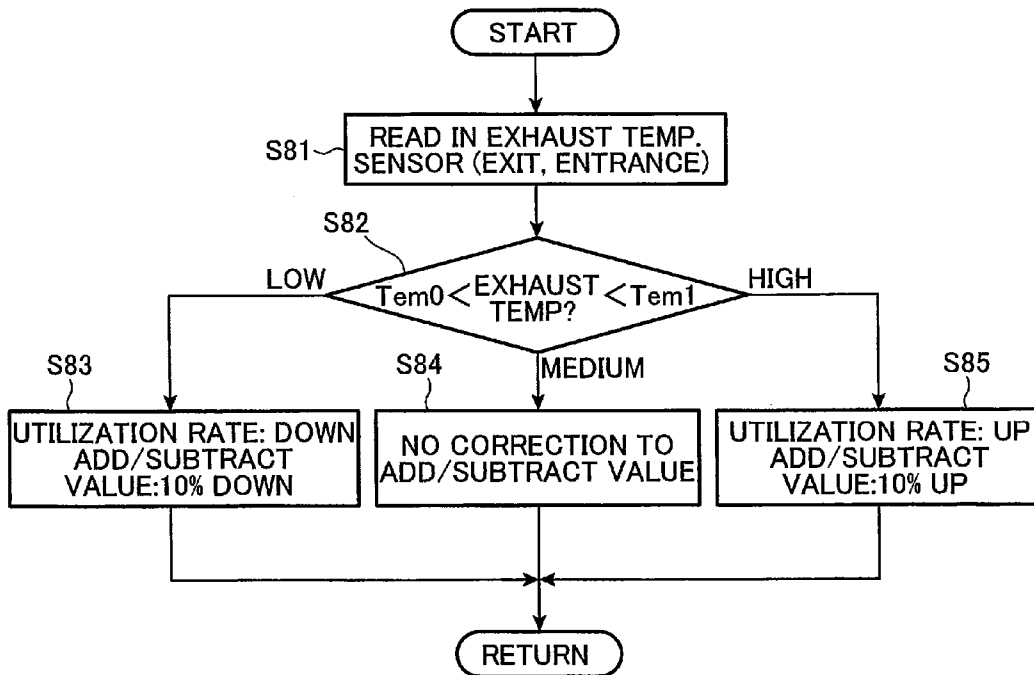 START
S81
READ IN EXHAUST TEMP.
SENSOR (EXIT, ENTRANCE)
S82
LOW
Tem0 < EXHAUST TEMP? < Tem1
HIGH
MEDIUM
S83
UTILIZATION RATE: DOWN
ADD/SUBTRACT
VALUE:10% DOWN
S84
NO CORRECTION TO
ADD/SUBTRACT VALUE
S85
UTILIZATION RATE: UP
ADD/SUBTRACT
VALUE:10% UP
RETURN